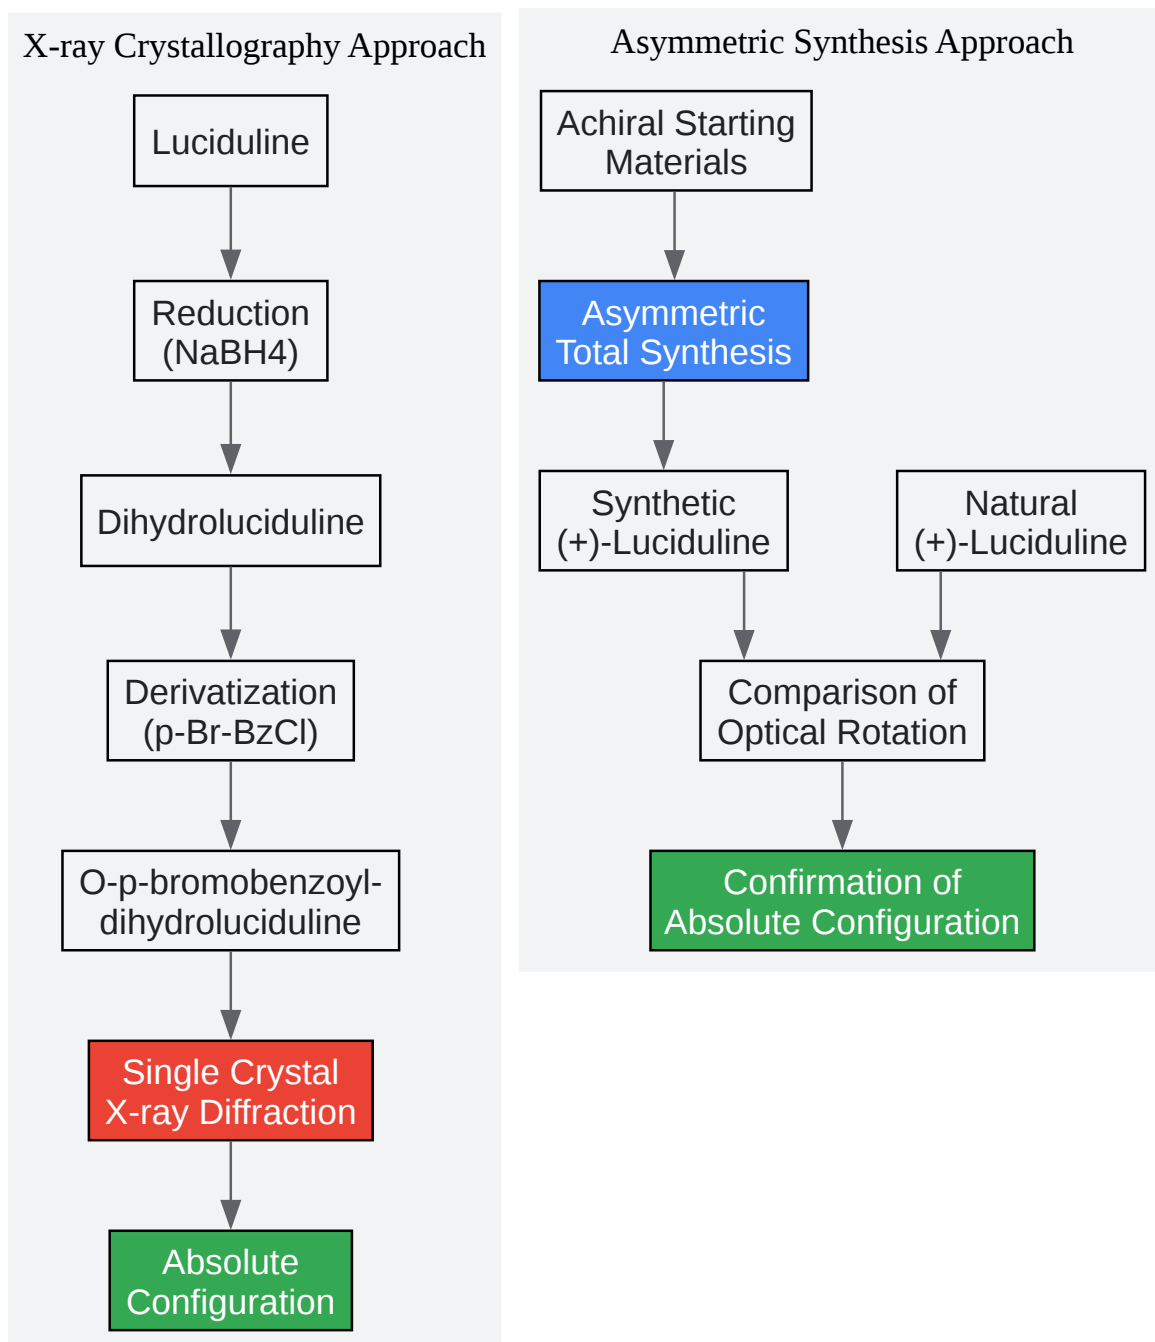 X-ray Crystallography Approach
Luciduline
Reduction
(NaBH4)
Dihydroluciduline
Derivatization
(p-Br-BzCl)
O-p-bromobenzoyl-
dihydroluciduline
Single Crystal
X-ray Diffraction
Absolute
Configuration
Asymmetric Synthesis Approach
Achiral Starting
Materials
Asymmetric
Total Synthesis
Synthetic
(+)-Luciduline
Natural
(+)-Luciduline
Comparison of
Optical Rotation
Confirmation of
Absolute Configuration